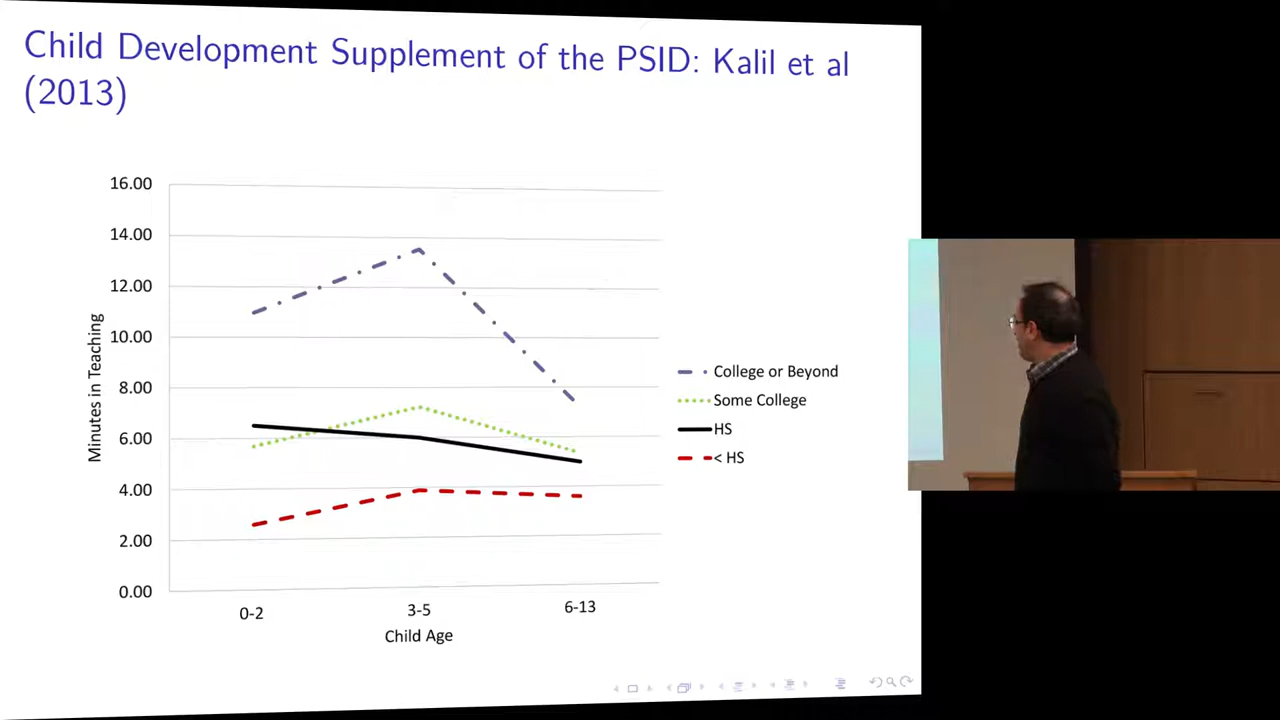 Child Development Supplement of the PSID: Kalil et al
(2013)
16.00
14.00
12.00
10.00
8.00
6.00
4.00
2.00
0.00
Minutes in Teaching
0-2
3-5
6-13
Child Age
College or Beyond
Some College
HS
< HS